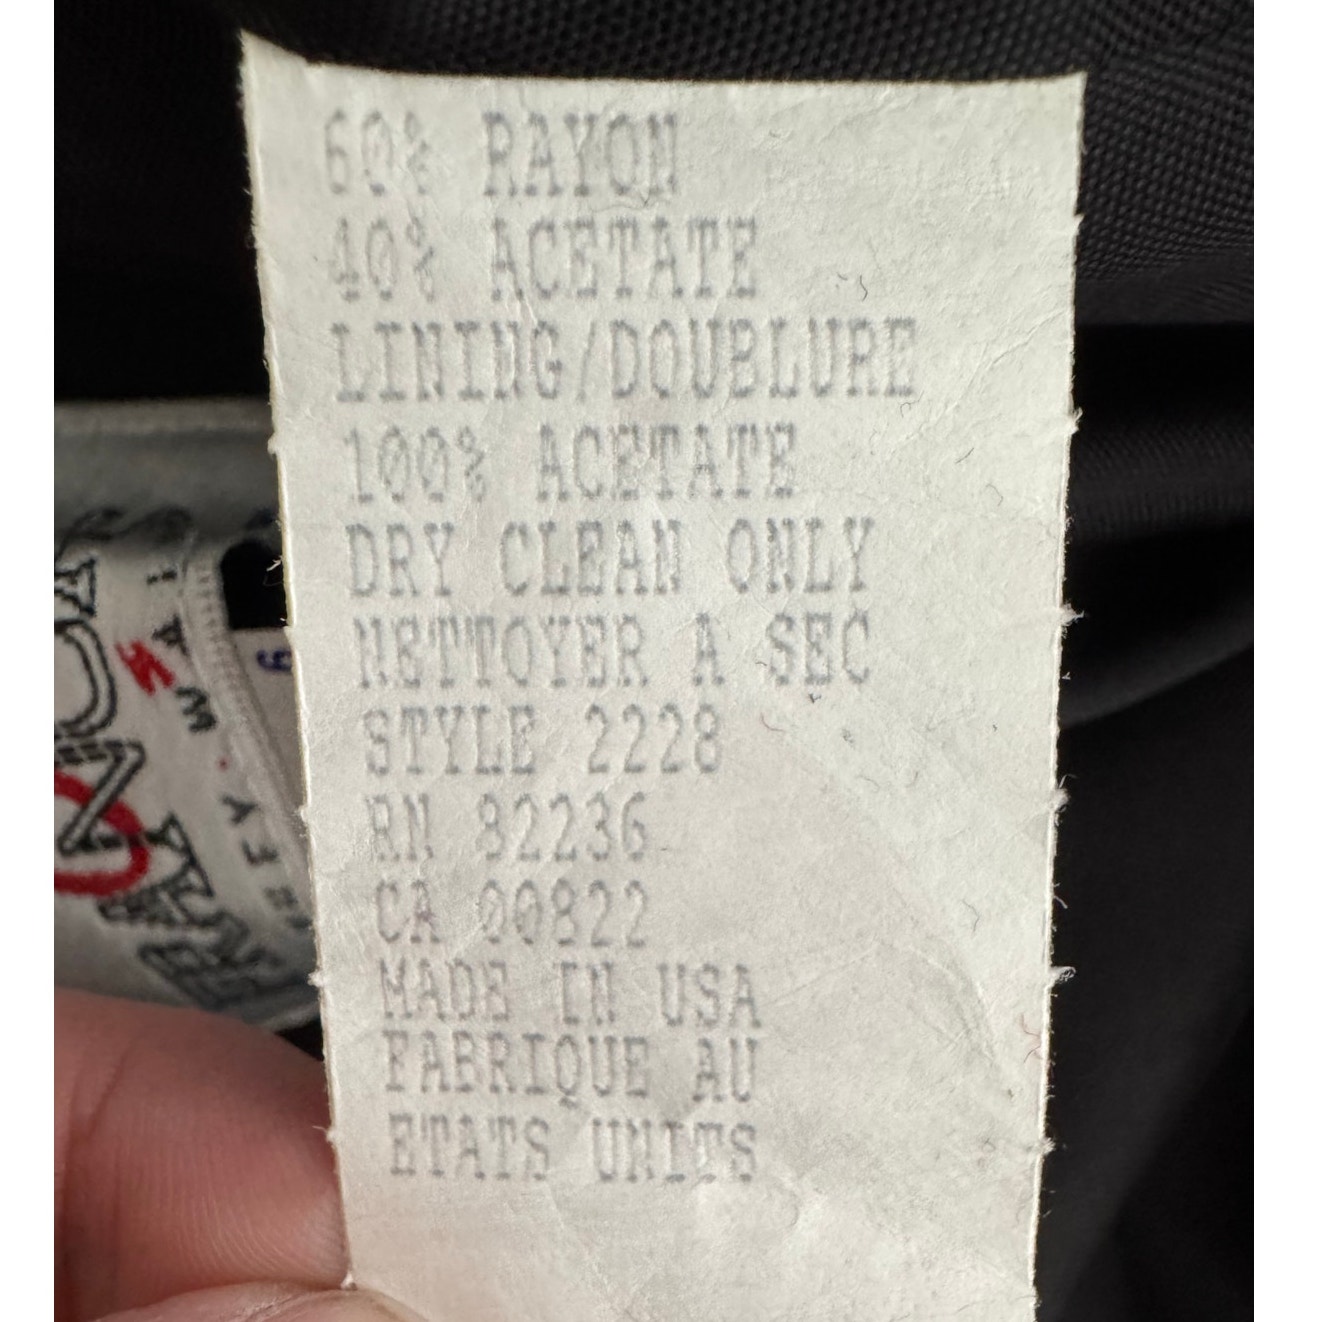 60% RAYON
40% ACETATE
LINING/DOUBLURE
100% ACETATE
DRY CLEAN ONLY
NETTOYER A SEC
STYLE 2228
RN 82236
CA 00822
MADE IN USA
FABRIQUE AU
ETATS UNITS
6